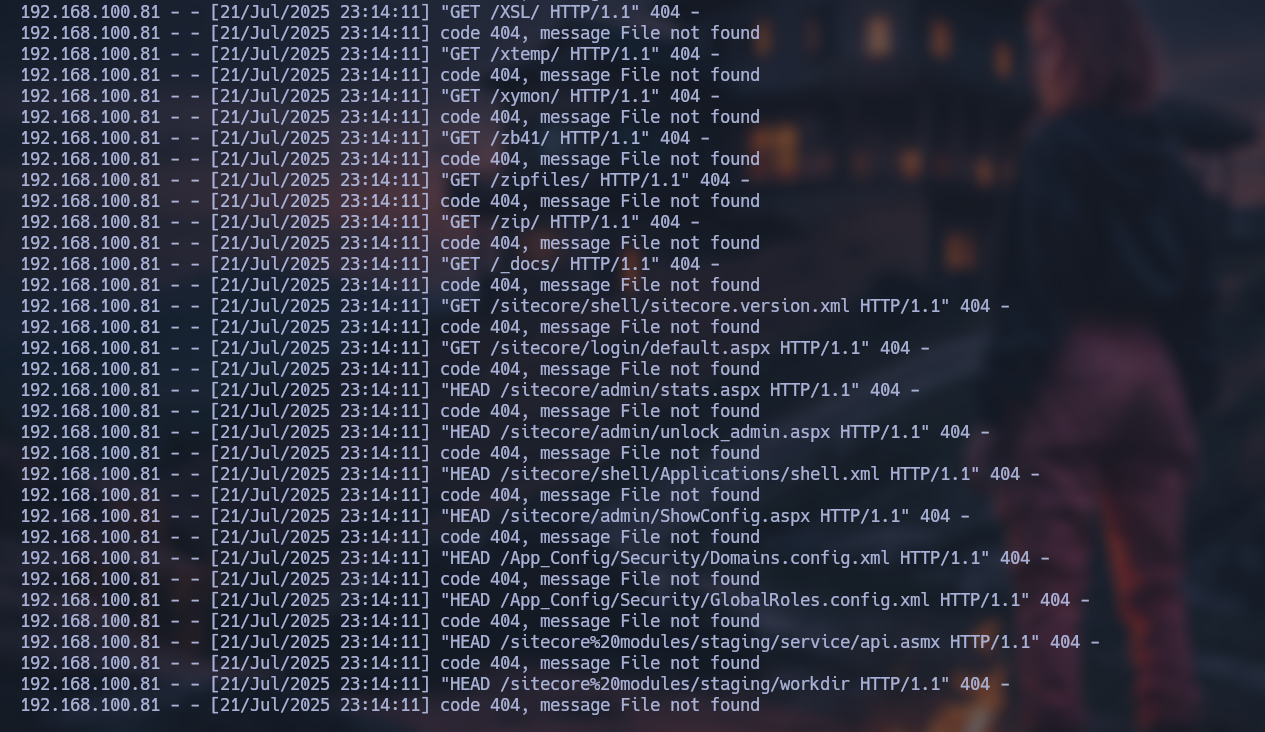 192.168.100.81 - - [21/Jul/2025 23:14:11] "GET /XSL/ HTTP/1.1" 404 -
192.168.100.81 - - [21/Jul/2025 23:14:11] code 404, message File not found
192.168.100.81 - - [21/Jul/2025 23:14:11] "GET /xtemp/ HTTP/1.1" 404 -
192.168.100.81 - - [21/Jul/2025 23:14:11] code 404, message File not found
192.168.100.81 - - [21/Jul/2025 23:14:11] "GET /xymon/ HTTP/1.1" 404 -
192.168.100.81 - - [21/Jul/2025 23:14:11] code 404, message File not found
192.168.100.81 - - [21/Jul/2025 23:14:11] "GET /zb41/ HTTP/1.1" 404 -
192.168.100.81 - - [21/Jul/2025 23:14:11] code 404, message File not found
192.168.100.81 - - [21/Jul/2025 23:14:11] "GET /zipfiles/ HTTP/1.1" 404 -
192.168.100.81 - - [21/Jul/2025 23:14:11] code 404, message File not found
192.168.100.81 - - [21/Jul/2025 23:14:11] "GET /zip/ HTTP/1.1" 404 -
192.168.100.81 - - [21/Jul/2025 23:14:11] code 404, message File not found
192.168.100.81 - - [21/Jul/2025 23:14:11] "GET /_docs/ HTTP/1.1" 404 -
192.168.100.81 - - [21/Jul/2025 23:14:11] code 404, message File not found
192.168.100.81 - - [21/Jul/2025 23:14:11] "GET /sitecore/shell/sitecore.version.xml HTTP/1.1" 404 -
192.168.100.81 - - [21/Jul/2025 23:14:11] code 404, message File not found
192.168.100.81 - - [21/Jul/2025 23:14:11] "GET /sitecore/login/default.aspx HTTP/1.1" 404 -
192.168.100.81 - - [21/Jul/2025 23:14:11] code 404, message File not found
192.168.100.81 - - [21/Jul/2025 23:14:11] "HEAD /sitecore/admin/stats.aspx HTTP/1.1" 404 -
192.168.100.81 - - [21/Jul/2025 23:14:11] code 404, message File not found
192.168.100.81 - - [21/Jul/2025 23:14:11] "HEAD /sitecore/admin/unlock_admin.aspx HTTP/1.1" 404 -
192.168.100.81 - - [21/Jul/2025 23:14:11] code 404, message File not found
192.168.100.81 - - [21/Jul/2025 23:14:11] "HEAD /sitecore/shell/Applications/shell.xml HTTP/1.1" 404 -
192.168.100.81 - - [21/Jul/2025 23:14:11] code 404, message File not found
192.168.100.81 - - [21/Jul/2025 23:14:11] "HEAD /sitecore/admin/ShowConfig.aspx HTTP/1.1" 404 -
192.168.100.81 - - [21/Jul/2025 23:14:11] code 404, message File not found
192.168.100.81 - - [21/Jul/2025 23:14:11] "HEAD /App_Config/Security/Domains.config.xml HTTP/1.1" 404 -
192.168.100.81 - - [21/Jul/2025 23:14:11] code 404, message File not found
192.168.100.81 - - [21/Jul/2025 23:14:11] "HEAD /App_Config/Security/GlobalRoles.config.xml HTTP/1.1" 404 -
192.168.100.81 - - [21/Jul/2025 23:14:11] code 404, message File not found
192.168.100.81 - - [21/Jul/2025 23:14:11] "HEAD /sitecore%20modules/staging/service/api.asmx HTTP/1.1" 404 -
192.168.100.81 - - [21/Jul/2025 23:14:11] code 404, message File not found
192.168.100.81 - - [21/Jul/2025 23:14:11] "HEAD /sitecore%20modules/staging/workdir HTTP/1.1" 404 -
192.168.100.81 - - [21/Jul/2025 23:14:11] code 404, message File not found